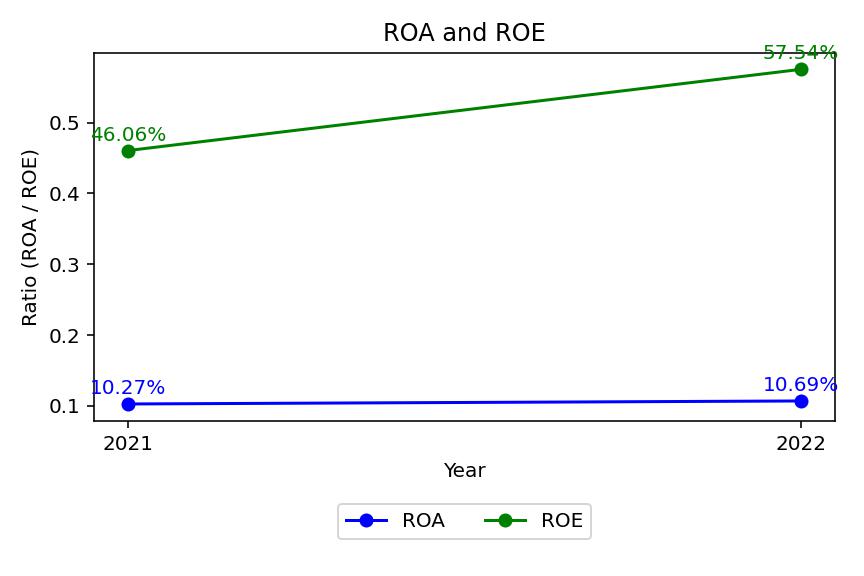 ROA and ROE
57.54%
46.06%
10.27%
10.69%
0.5
0.4
0.3
0.2
0.1
Ratio (ROA / ROE)
2021 2022
Year
ROA ROE